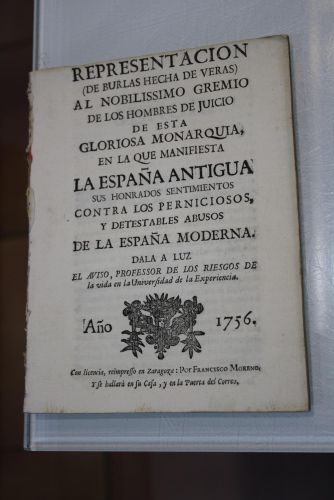 REPRESENTACION
(DE BURLAS HECHA DE VERAS)
AL NOBILISSIMO GREMIO
DE LOS HOMBRES DE JUICIO
DE ESTA
GLORIOSA MONARQUIA,
EN LA QUE MANIFIESTA
LA ESPAÑA ANTIGUA
SUS HONRADOS SENTIMIENTOS
CONTRA LOS PERNICIOSOS,
Y DETESTABLES ABUSOS
DE LA ESPAÑA MODERNA.
DALA A LUZ
EL AVISO, PROFESSOR DE LOS RIESGOS DE
la vida en la Universidad de la Experiencia.
Año 1756.
Con licencia, reimpresso en Zaragoza: Por FRANCISCO MORENO,
Y se hallará en su Casa, y en la Puerta del Correo.